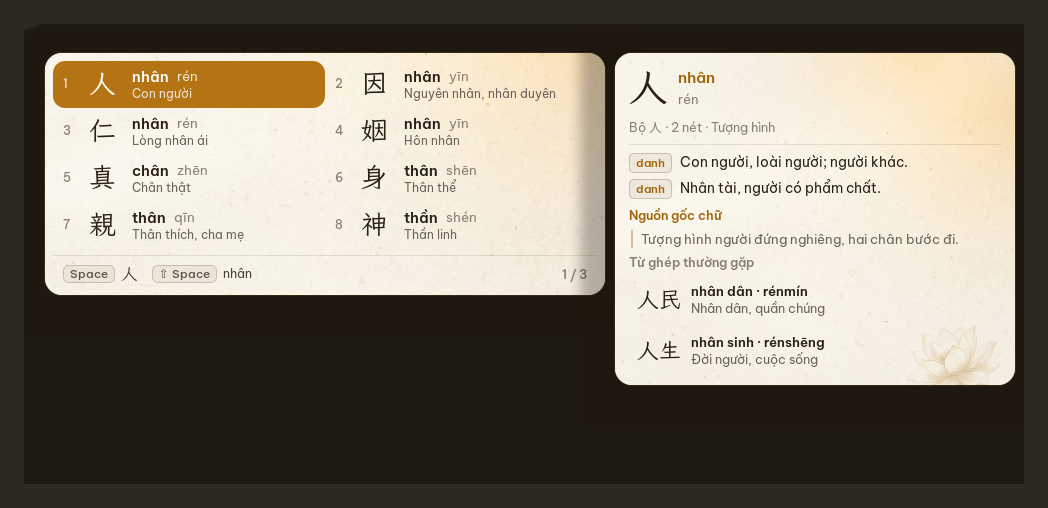 1 人 nhân rén
Con người
2 因 nhân yīn
Nguyên nhân, nhân duyên
3 仁 nhân rén
Lòng nhân ái
4 姻 nhân yīn
Hôn nhân
5 真 chân zhēn
Chân thật
6 身 thân shēn
Thân thể
7 親 thân qīn
Thân thích, cha mẹ
8 神 thần shén
Thần linh
Space 人 ⇧ Space nhân 1 / 3
人 nhân
rén
Bộ 人 · 2 nét · Tượng hình
danh Con người, loài người; người khác.
danh Nhân tài, người có phẩm chất.
Nguồn gốc chữ
Tượng hình người đứng nghiêng, hai chân bước đi.
Từ ghép thường gặp
人民 nhân dân · rénmín
Nhân dân, quần chúng
人生 nhân sinh · rénshēng
Đời người, cuộc sống